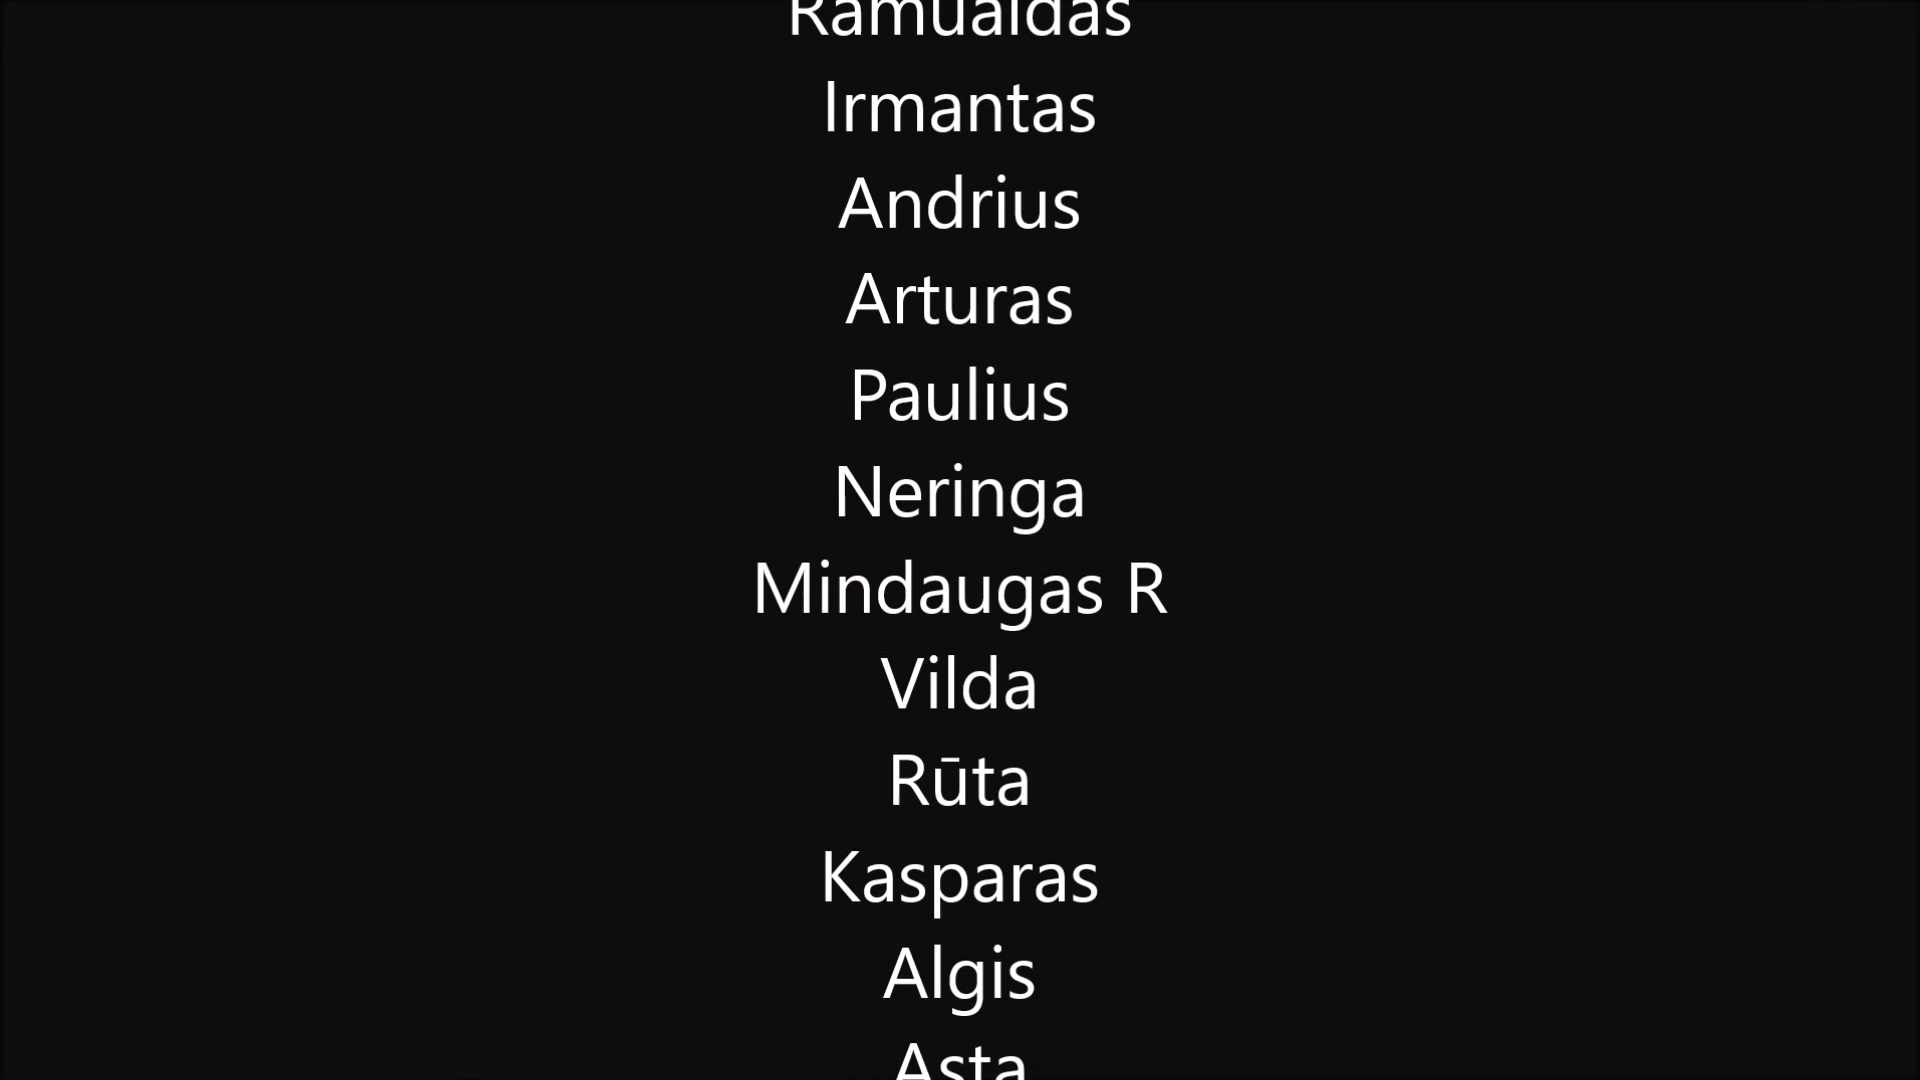 Ramualdas
Irmantas
Andrius
Arturas
Paulius
Neringa
Mindaugas R
Vilda
Rūta
Kasparas
Algis
Asta